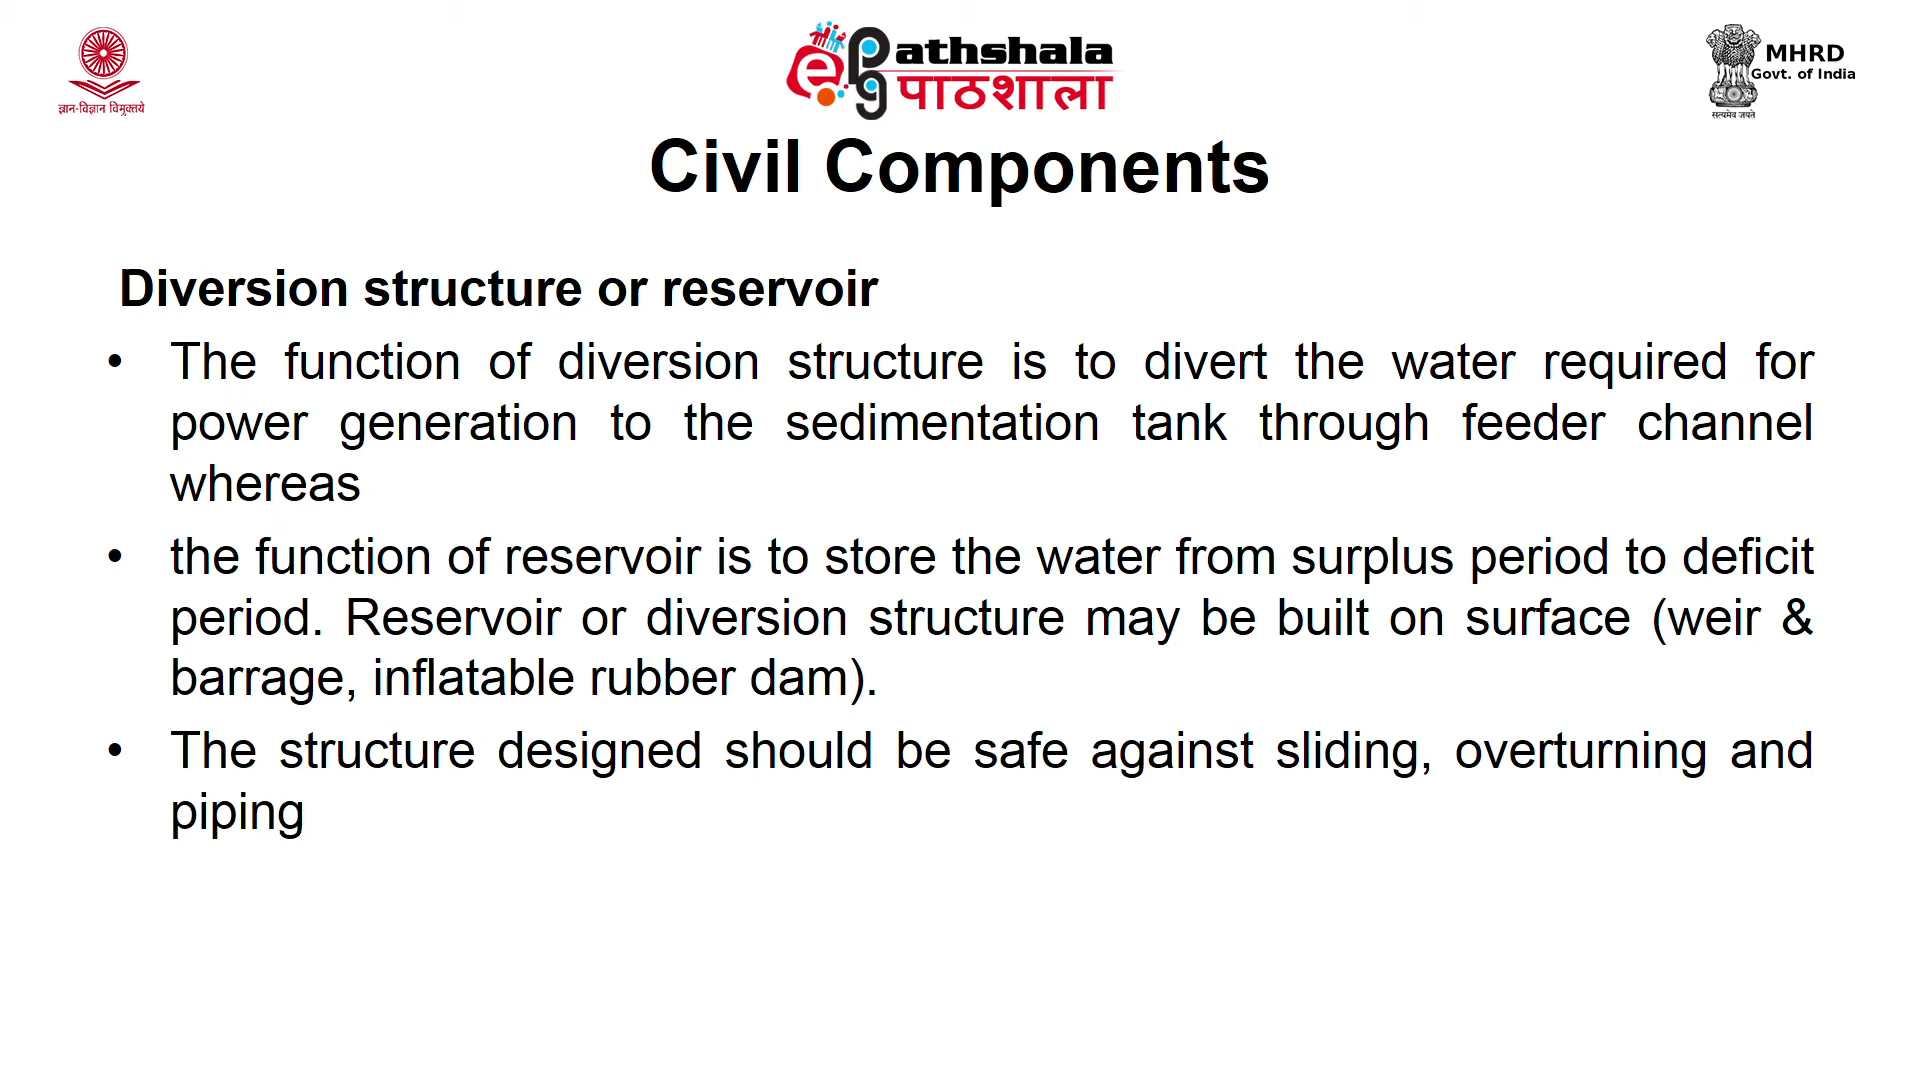 ज्ञान-विज्ञान विमुक्तये
e PG athshala
पाठशाला
MHRD
Govt. of India
सत्यमेव जयते
Civil Components
Diversion structure or reservoir
• The function of diversion structure is to divert the water required for
power generation to the sedimentation tank through feeder channel
whereas
• the function of reservoir is to store the water from surplus period to deficit
period. Reservoir or diversion structure may be built on surface (weir &
barrage, inflatable rubber dam).
• The structure designed should be safe against sliding, overturning and
piping